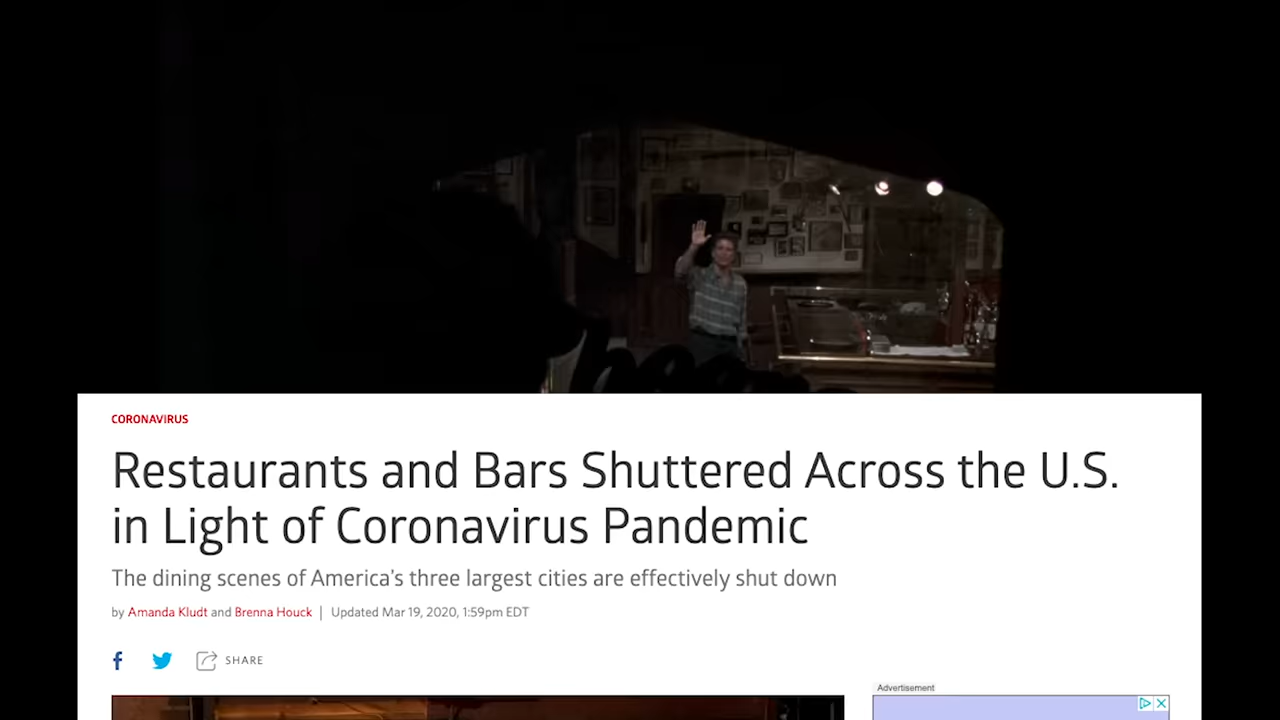 CORONAVIRUS
Restaurants and Bars Shuttered Across the U.S.
in Light of Coronavirus Pandemic
The dining scenes of America's three largest cities are effectively shut down
by Amanda Kludt and Brenna Houck | Updated Mar 19, 2020, 1:59pm EDT
SHARE
Advertisement